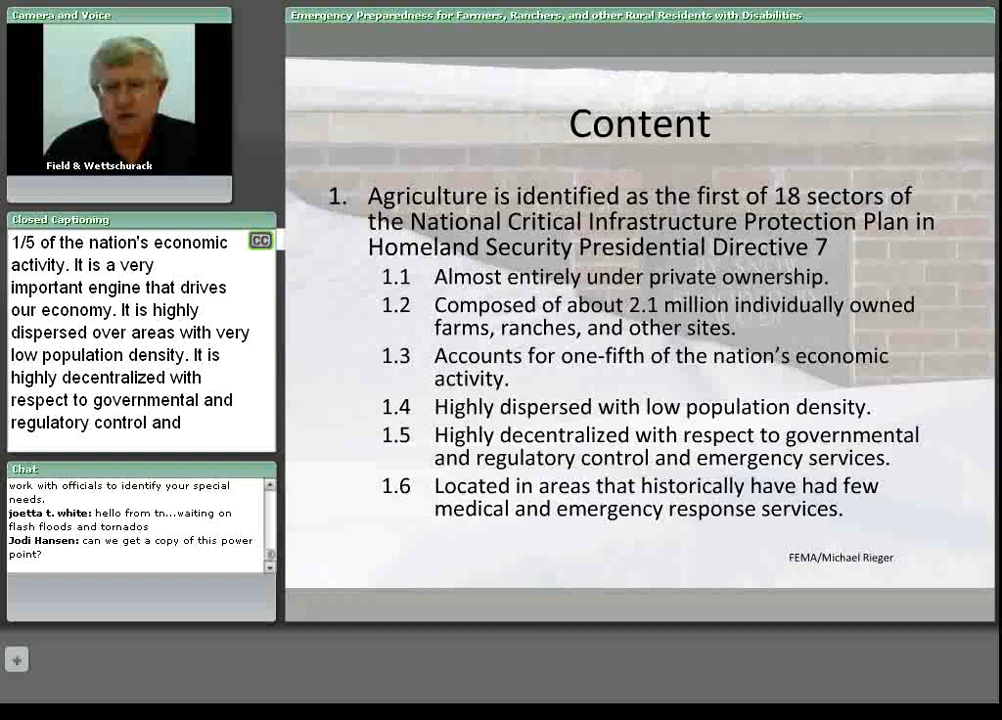 Camera and Voice
Field & Wettschurack
Closed Captioning
CC
1/5 of the nation's economic
activity. It is a very
important engine that drives
our economy. It is highly
dispersed over areas with very
low population density. It is
highly decentralized with
respect to governmental and
regulatory control and
Chat
work with officials to identify your special
needs.
joetta t. white: hello from tn...waiting on
flash floods and tornados
Jodi Hansen: can we get a copy of this power
point?
Emergency Preparedness for Farmers, Ranchers, and other Rural Residents with Disabilities
Content
1. Agriculture is identified as the first of 18 sectors of
the National Critical Infrastructure Protection Plan in
Homeland Security Presidential Directive 7
1.1 Almost entirely under private ownership.
1.2 Composed of about 2.1 million individually owned
farms, ranches, and other sites.
1.3 Accounts for one-fifth of the nation's economic
activity.
1.4 Highly dispersed with low population density.
1.5 Highly decentralized with respect to governmental
and regulatory control and emergency services.
1.6 Located in areas that historically have had few
medical and emergency response services.
FEMA/Michael Rieger